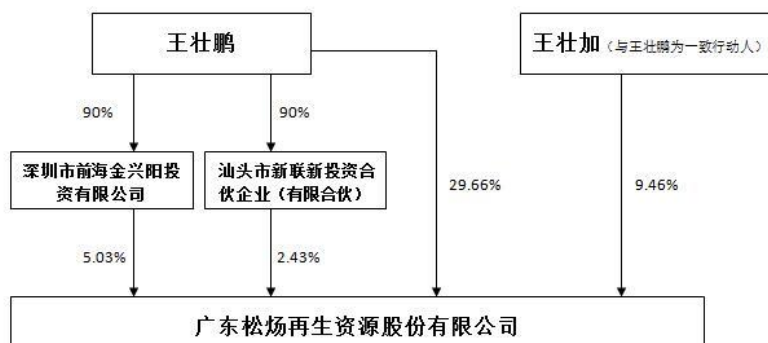 王壮鹏
王壮加（与王壮鹏为一致行动人）
90%
90%
深圳市前海金兴阳投
资有限公司
汕头市新联新投资合
伙企业（有限合伙）
29.66%
9.46%
5.03%
2.43%
广东松炀再生资源股份有限公司